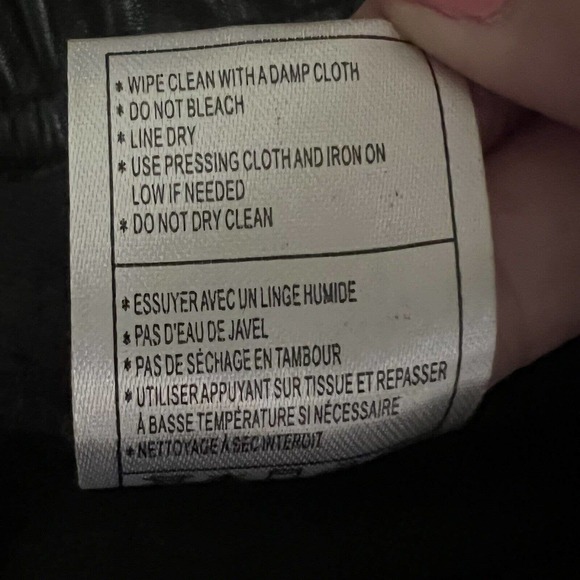 * WIPE CLEAN WITH A DAMP CLOTH
* DO NOT BLEACH
* LINE DRY
* USE PRESSING CLOTH AND IRON ON
LOW IF NEEDED
* DO NOT DRY CLEAN
* ESSUYER AVEC UN LINGE HUMIDE
* PAS D'EAU DE JAVEL
* PAS DE SÉCHAGE EN TAMBOUR
* UTILISER APPUYANT SUR TISSUE ET REPASSER
À BASSE TEMPÉRATURE SI NÉCESSAIRE
* NETTOYAGE À SEC INTERDIT